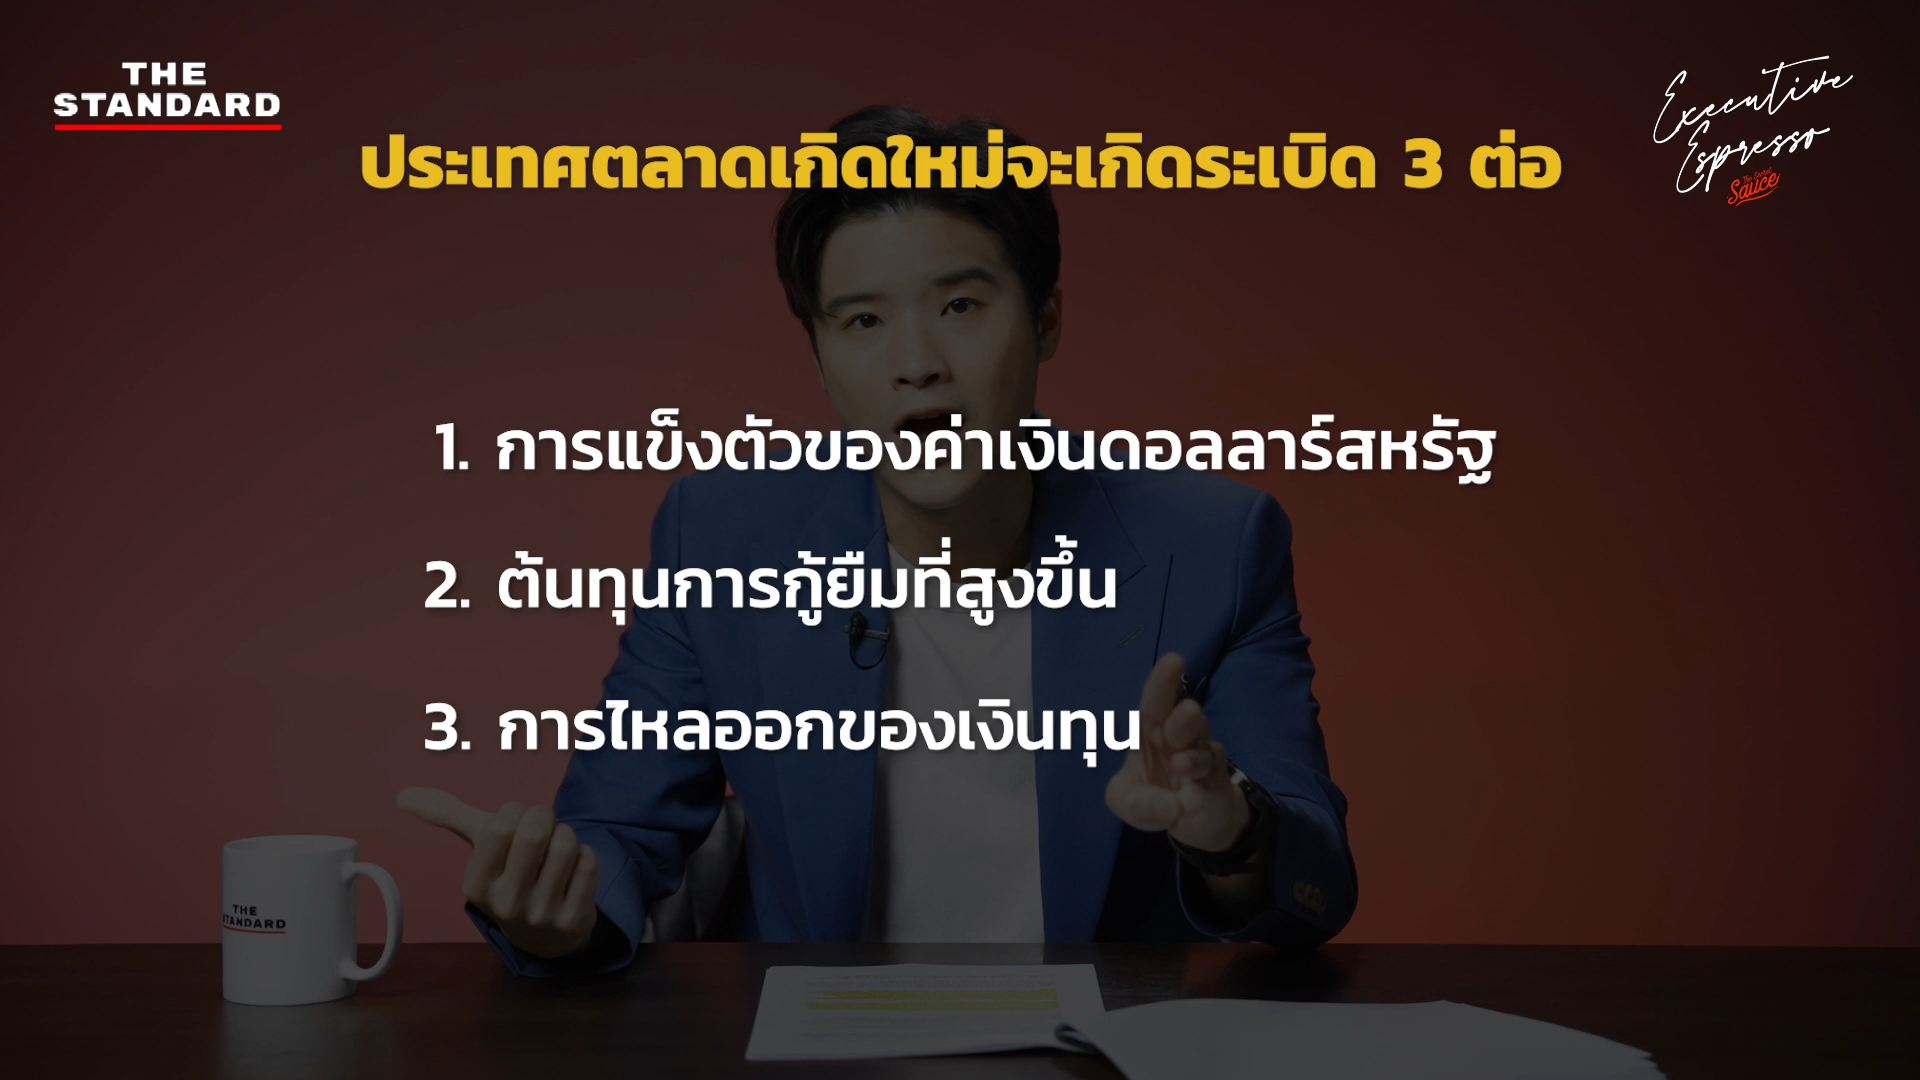 THE
STANDARD
Executive
Espresso
The Secret
Sauce
ประเทศตลาดเกิดใหม่จะเกิดระเบิด 3 ต่อ
1. การแข็งตัวของค่าเงินดอลลาร์สหรัฐ
2. ต้นทุนการกู้ยืมที่สูงขึ้น
3. การไหลออกของเงินทุน
THE
STANDARD